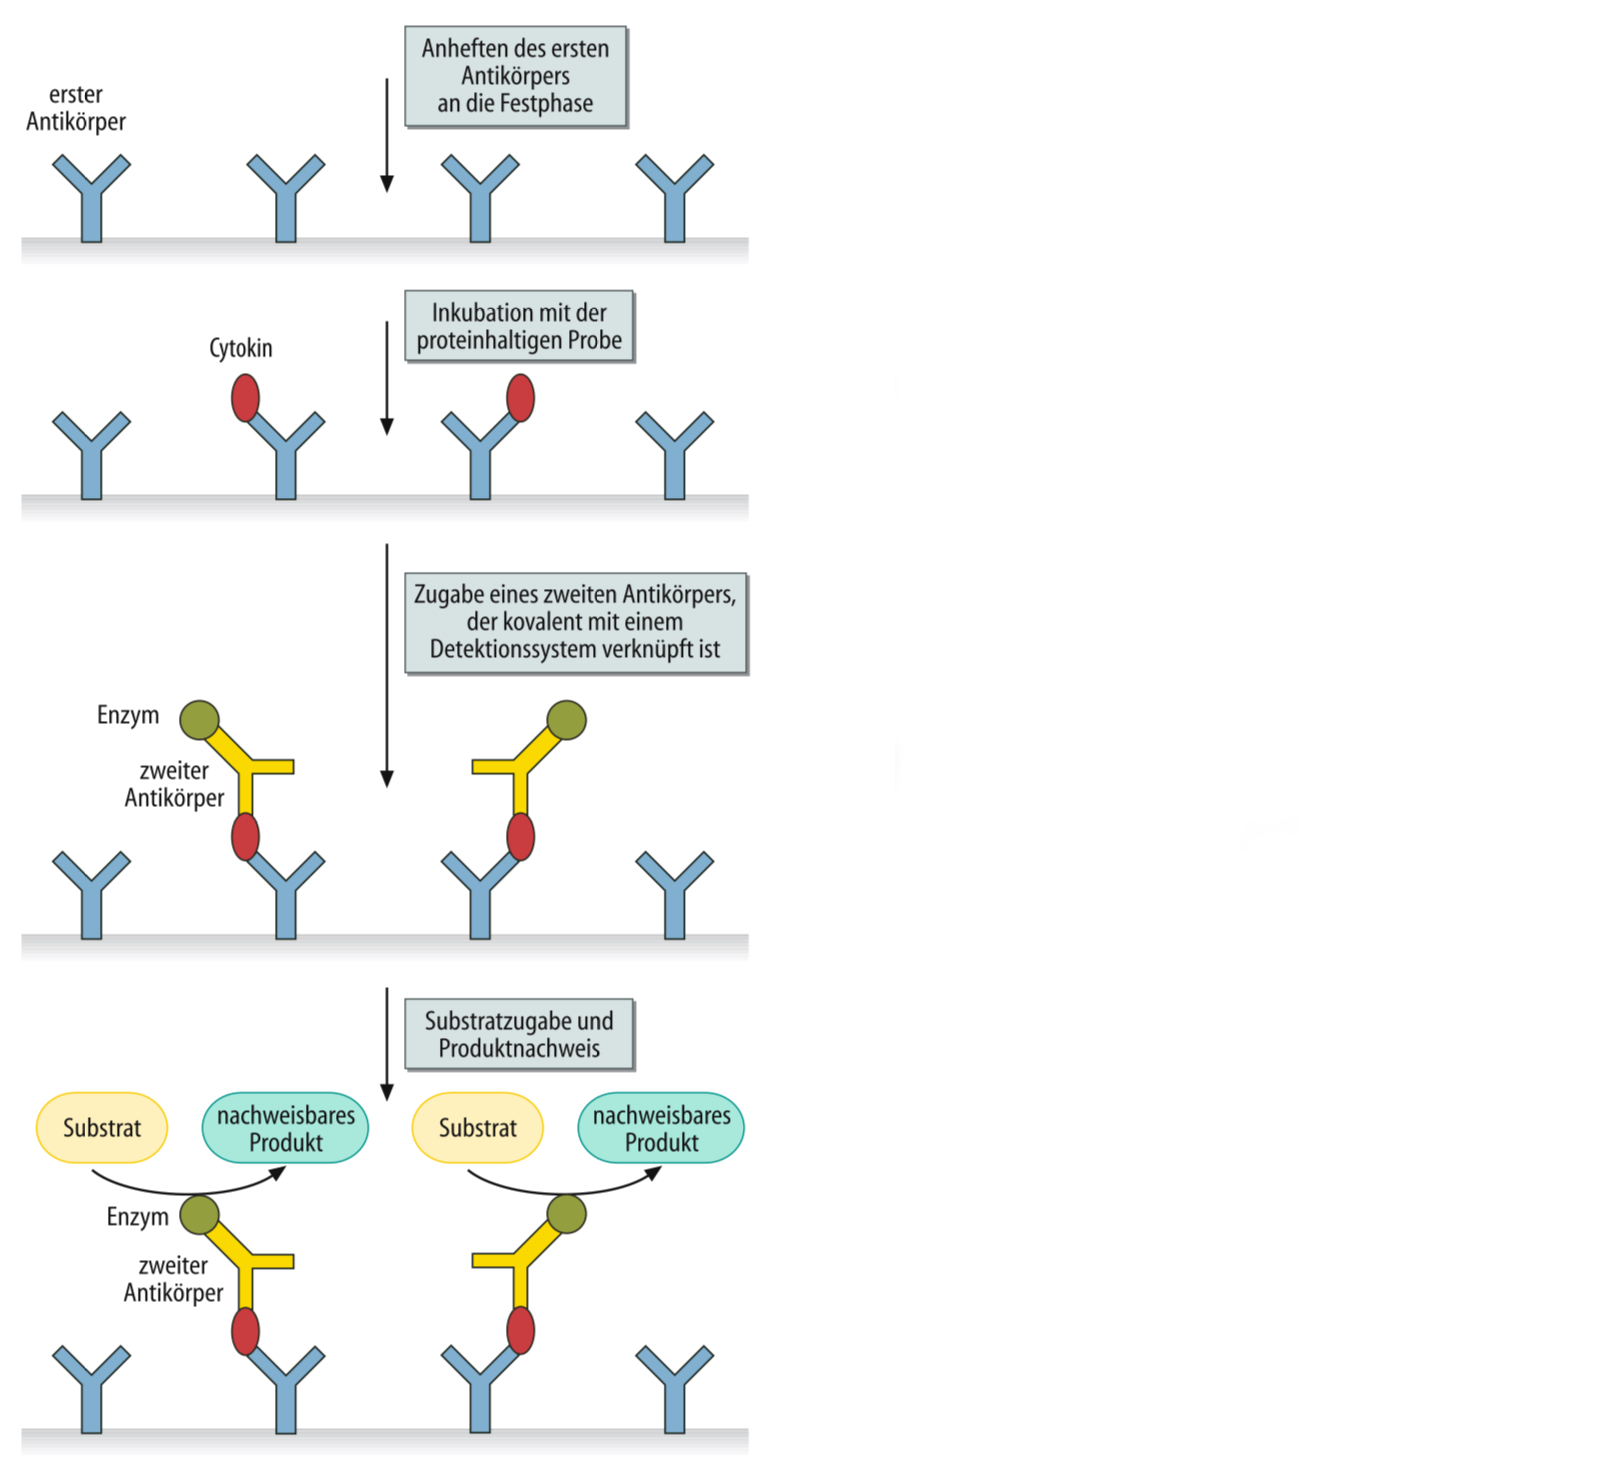 Anheften des ersten
Antikörpers
an die Festphase
erster
Antikörper
Inkubation mit der
proteinhaltigen Probe
Cytokin
Zugabe eines zweiten Antikörpers,
der kovalent mit einem
Detektionssystem verknüpft ist
Enzym
zweiter
Antikörper
Substratzugabe und
Produktnachweis
Substrat
nachweisbares
Produkt
Substrat
nachweisbares
Produkt
Enzym
zweiter
Antikörper